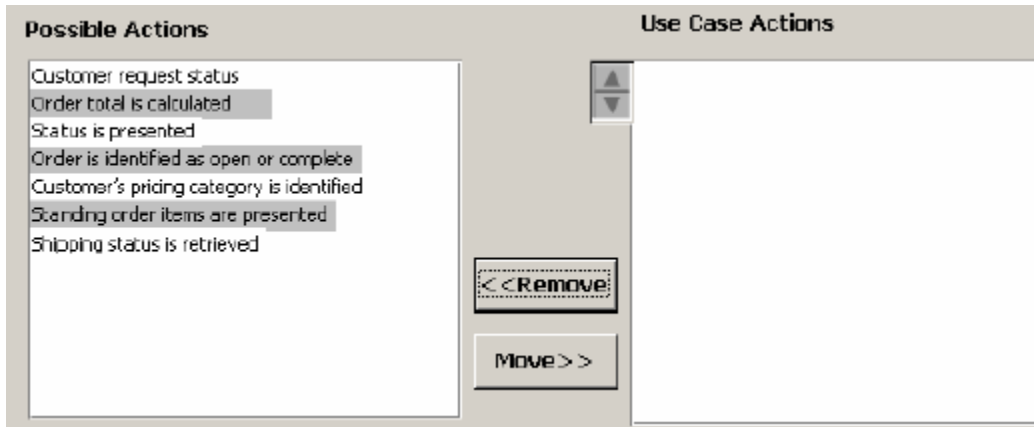 Possible Actions
Use Case Actions
Customer request status
Order total is calculated
Status is presented
Order is identified as open or complete
Customer's pricing category is identified
Standing order items are presented
Shipping status is retrieved
<<Remove
Move>>